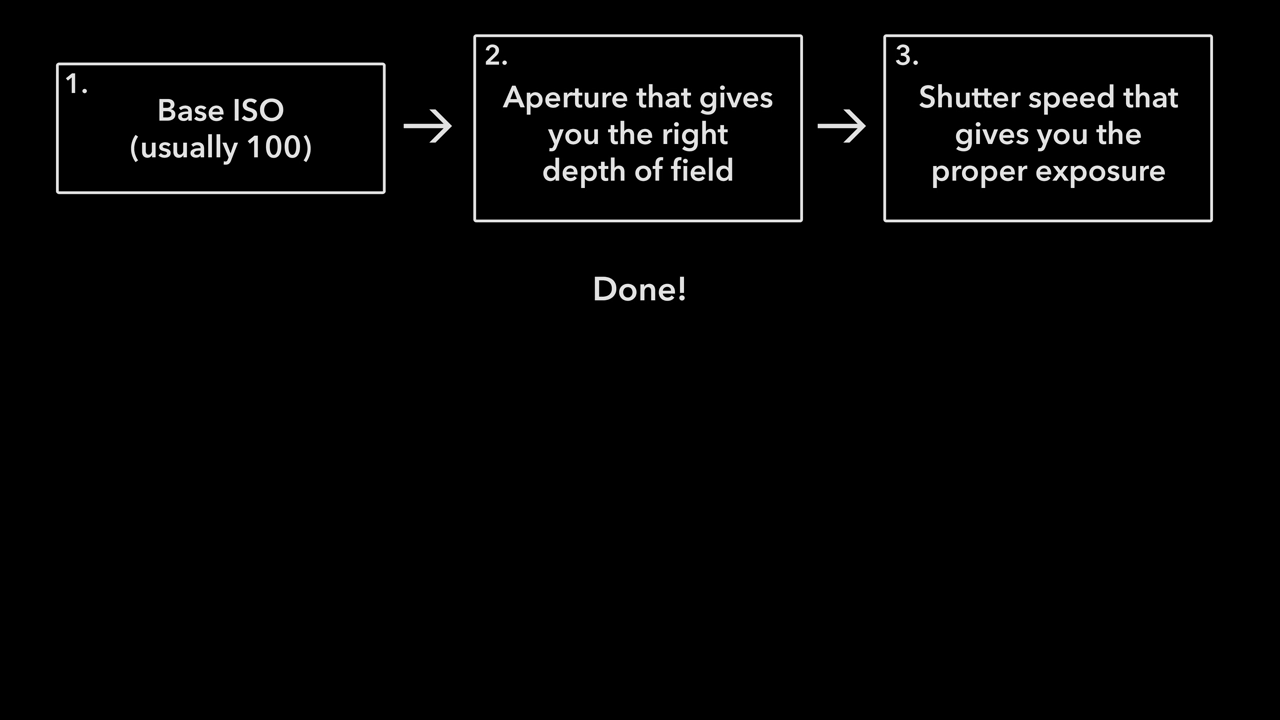 1.
Base ISO
(usually 100)
→
2.
Aperture that gives
you the right
depth of field
→
3.
Shutter speed that
gives you the
proper exposure
Done!